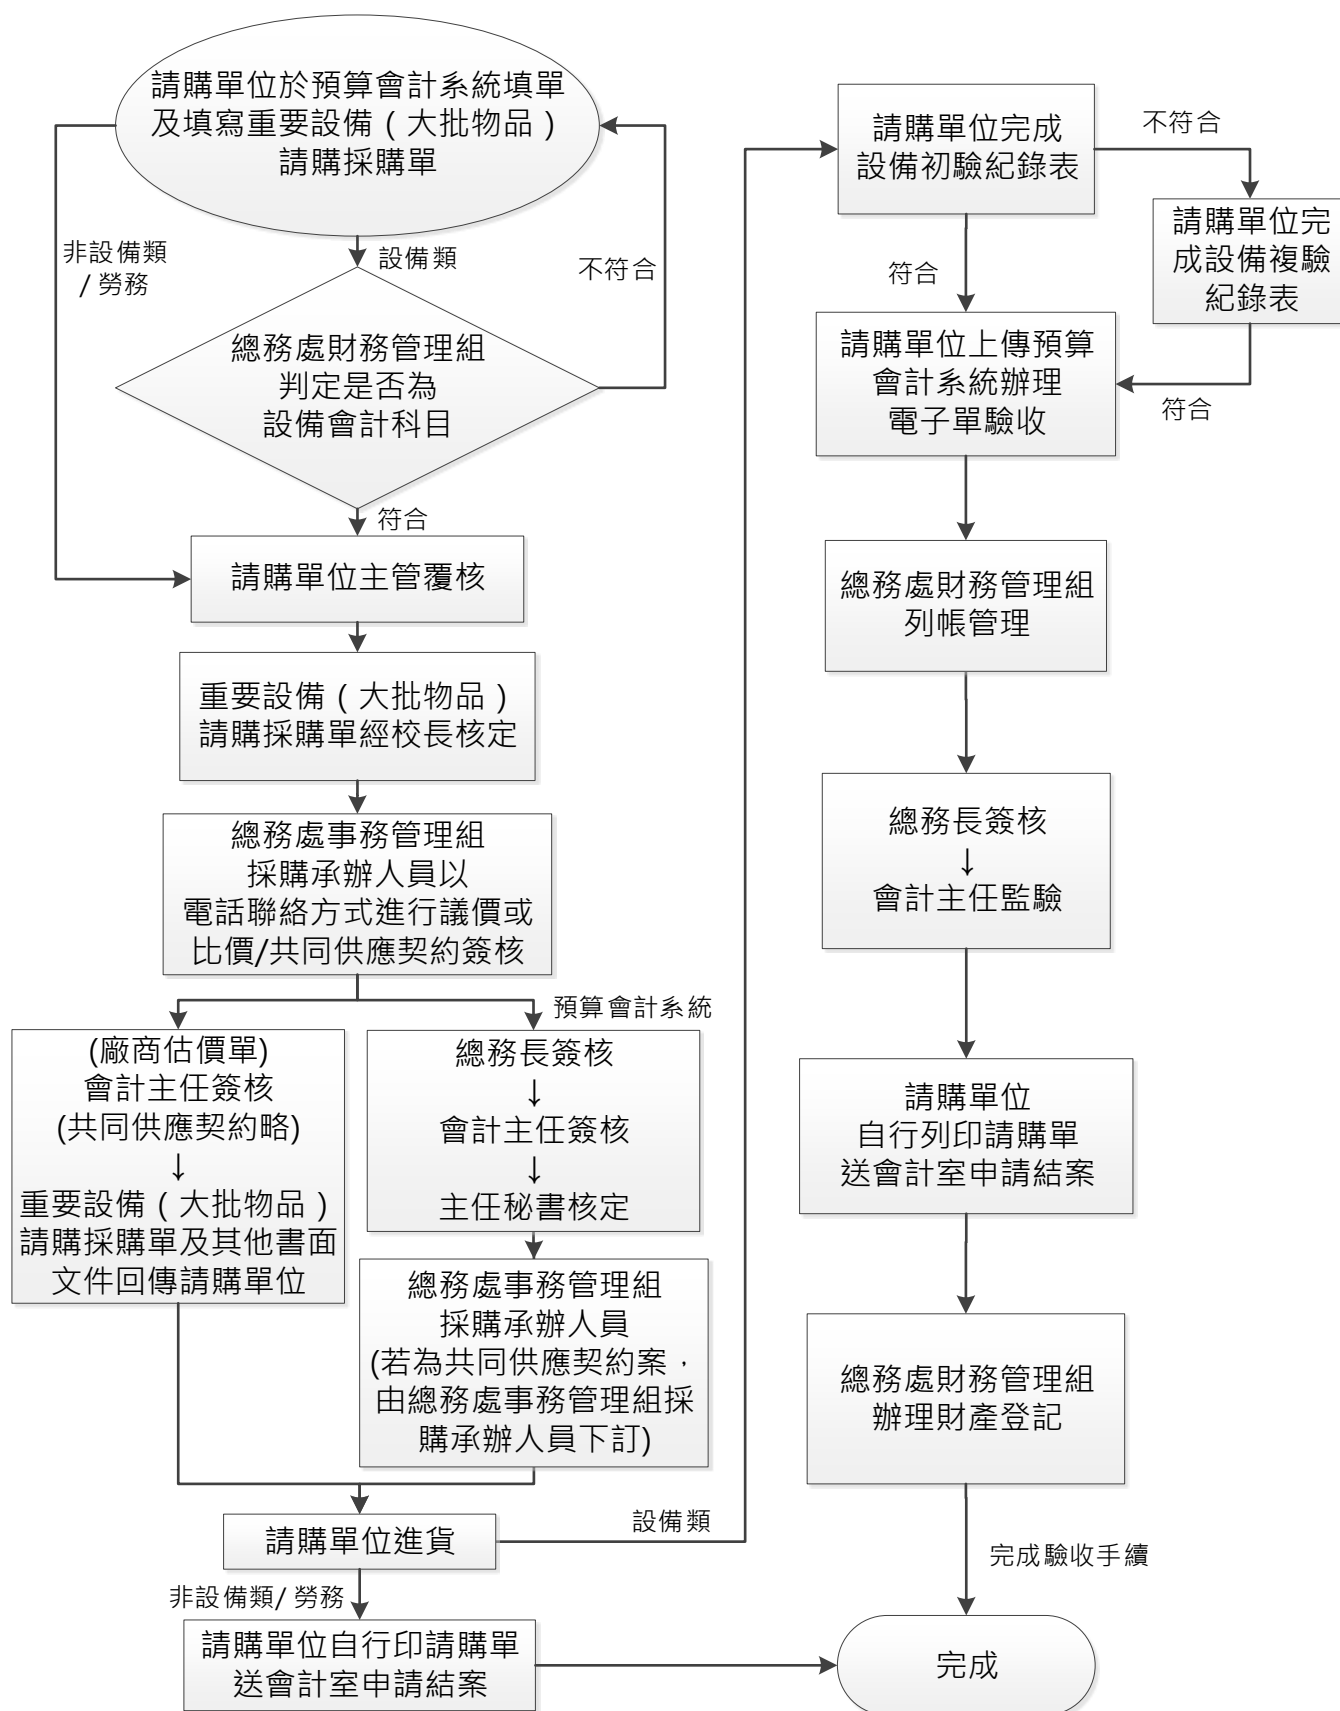 請購單位於預算會計系統填單
及填寫重要設備(大批物品)
請購採購單
非設備類
/ 勞務
設備類
不符合
總務處財務管理組
判定是否為
設備會計科目
符合
請購單位主管覆核
重要設備(大批物品)
請購採購單經校長核定
總務處事務管理組
採購承辦人員以
電話聯絡方式進行議價或
比價/共同供應契約簽核
(廠商估價單)
會計主任簽核
(共同供應契約略)
↓
重要設備(大批物品)
請購採購單及其他書面
文件回傳請購單位
預算會計系統
總務長簽核
↓
會計主任簽核
↓
主任秘書核定
總務處事務管理組
採購承辦人員
(若為共同供應契約案，
由總務處事務管理組採
購承辦人員下訂)
請購單位進貨
設備類
非設備類/ 勞務
請購單位自行印請購單
送會計室申請結案
請購單位完成
設備初驗紀錄表
不符合
請購單位完
成設備複驗
紀錄表
符合
符合
請購單位上傳預算
會計系統辦理
電子單驗收
總務處財務管理組
列帳管理
總務長簽核
↓
會計主任監驗
請購單位
自行列印請購單
送會計室申請結案
總務處財務管理組
辦理財產登記
完成驗收手續
完成